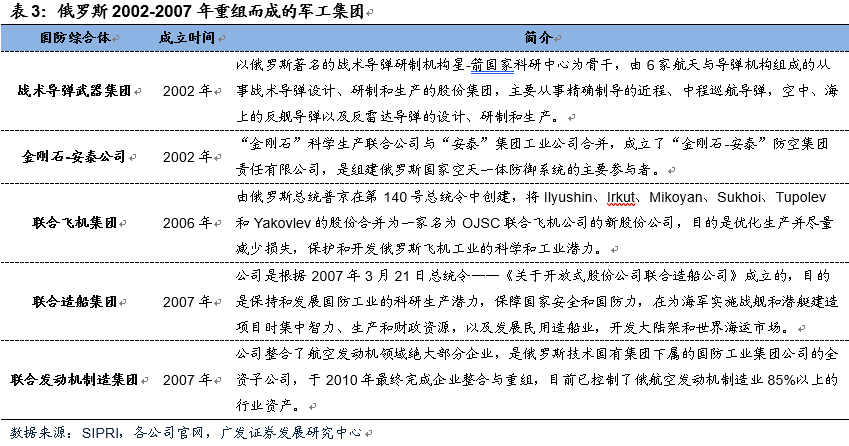 表 3：俄罗斯 2002-2007 年重组而成的军工集团
国防综合体 成立时间 简介
以俄罗斯著名的战术导弹研制机构星-箭国家科研中心为骨干，由 6 家航天与导弹机构组成的从
战术导弹武器集团 2002 年 事战术导弹设计、研制和生产的股份集团，主要从事精确制导的近程、中程巡航导弹，空中、海
上的反舰导弹以及反雷达导弹的设计、研制和生产。
“金刚石”科学生产联合公司与“安泰”集团工业公司合并，成立了“金刚石-安泰”防空集团
金刚石-安泰公司 2002 年 责任有限公司，是组建俄罗斯国家空天一体防御系统的主要参与者。
由俄罗斯总统普京在第 140 号总统令中创建，将 Ilyushin、Irkut、Mikoyan、Sukhoi、Tupolev
联合飞机集团 2006 年 和 Yakovlev 的股份合并为一家名为 OJSC 联合飞机公司的新股份公司，目的是优化生产并尽量
减少损失，保护和开发俄罗斯飞机工业的科学和工业潜力。
公司是根据 2007 年 3 月 21 日总统令——《关于开放式股份公司联合造船公司》成立的，目的
联合造船集团 2007 年 是保持和发展国防工业的科研生产潜力，保障国家安全和国防力，在为海军实施战舰和潜艇建造
项目时集中智力、生产和财政资源，以及发展民用造船业，开发大陆架和世界海运市场。
公司整合了航空发动机领域绝大部分企业，是俄罗斯技术国有集团下属的国防工业集团公司的全
联合发动机制造集团 2007 年 资子公司，于 2010 年最终完成企业整合与重组，目前已控制了俄航空发动机制造业 85%以上的
行业资产。
数据来源：SIPRI，各公司官网，广发证券发展研究中心